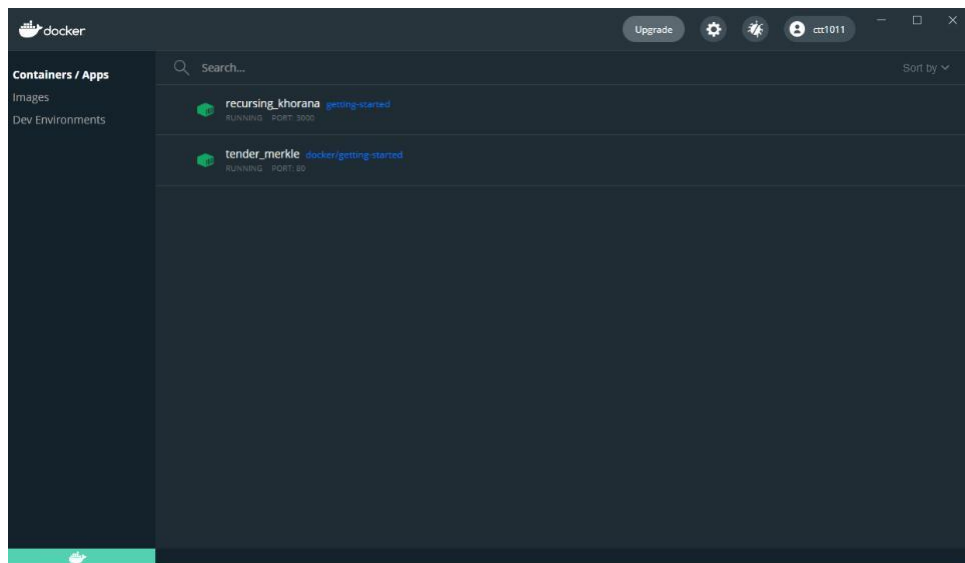 docker
Upgrade
ctt1011
Containers / Apps
Images
Dev Environments
Search...
Sort by
recursing_khorana getting-started
RUNNING PORT: 3000
tender_merkle docker/getting-started
RUNNING PORT: 80